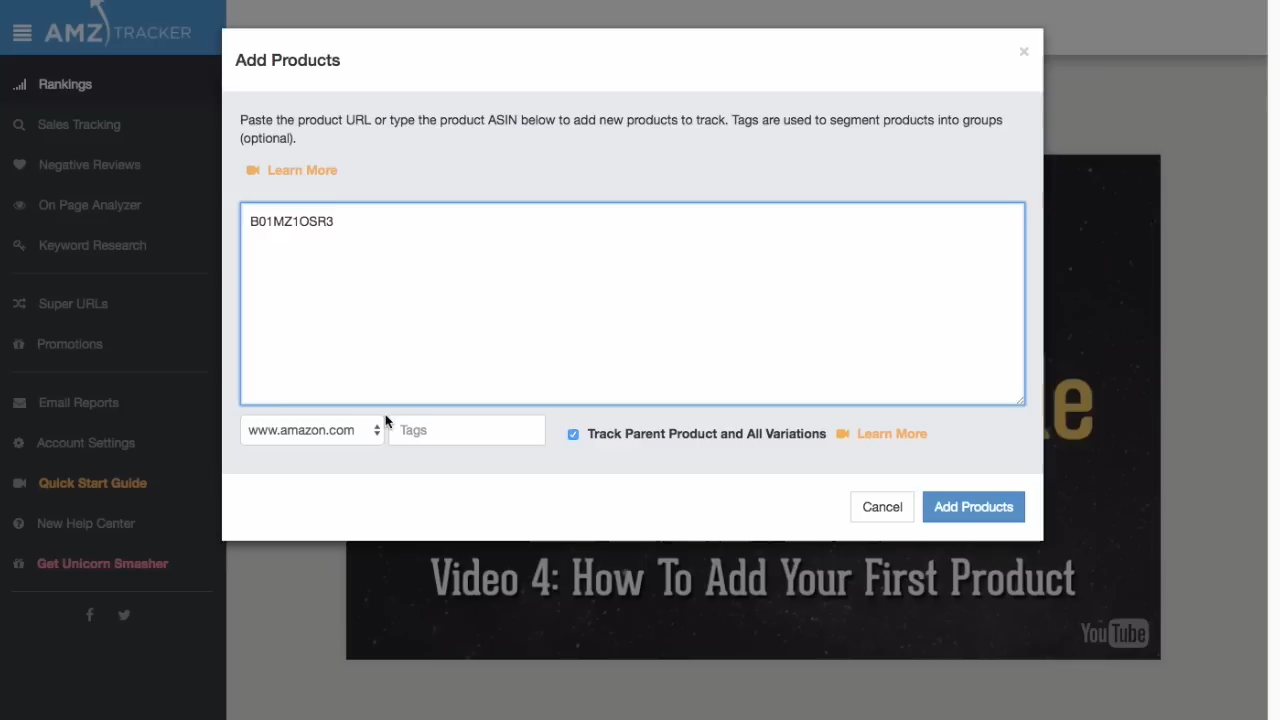 AMZ TRACKER
Rankings
Sales Tracking
Negative Reviews
On Page Analyzer
Keyword Research
Super URLs
Promotions
Email Reports
Account Settings
Quick Start Guide
New Help Center
Get Unicorn Smasher
Add Products
×
Paste the product URL or type the product ASIN below to add new products to track. Tags are used to segment products into groups
(optional).
Learn More
B01MZ1OSR3
www.amazon.com
Tags
Track Parent Product and All Variations
Learn More
Cancel
Add Products
Video 4: How To Add Your First Product
YouTube